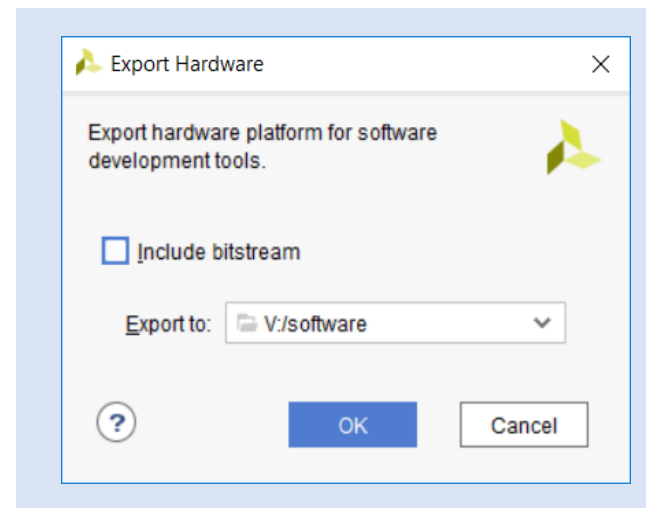 Export Hardware
Export hardware platform for software
development tools.
Include bitstream
Export to: V:/software
?
OK Cancel